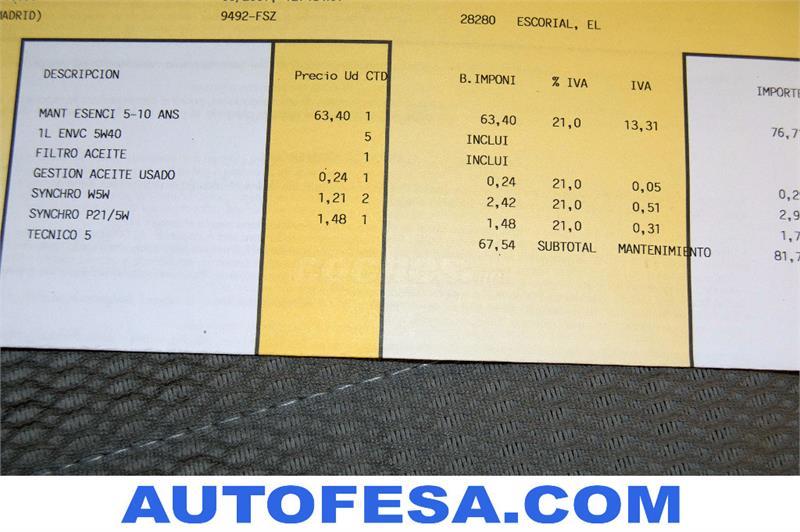 MADRID) 9492-FSZ 28280 ESCORIAL, EL
DESCRIPCION Precio Ud CTD B.IMPONI % IVA IVA IMPORTE
MANT ESENCI 5-10 ANS 63,40 1 63,40 21,0 13,31 76,7
1L ENVC 5W40 5 INCLUI
FILTRO ACEITE 1 INCLUI
GESTION ACEITE USADO 0,24 1 0,24 21,0 0,05 0,2
SYNCHRO W5W 1,21 2 2,42 21,0 0,51 2,9
SYNCHRO P21/5W 1,48 1 1,48 21,0 0,31 1,7
TECNICO 5 67,54 SUBTOTAL MANTENIMIENTO 81,7
AUTOFESA.COM